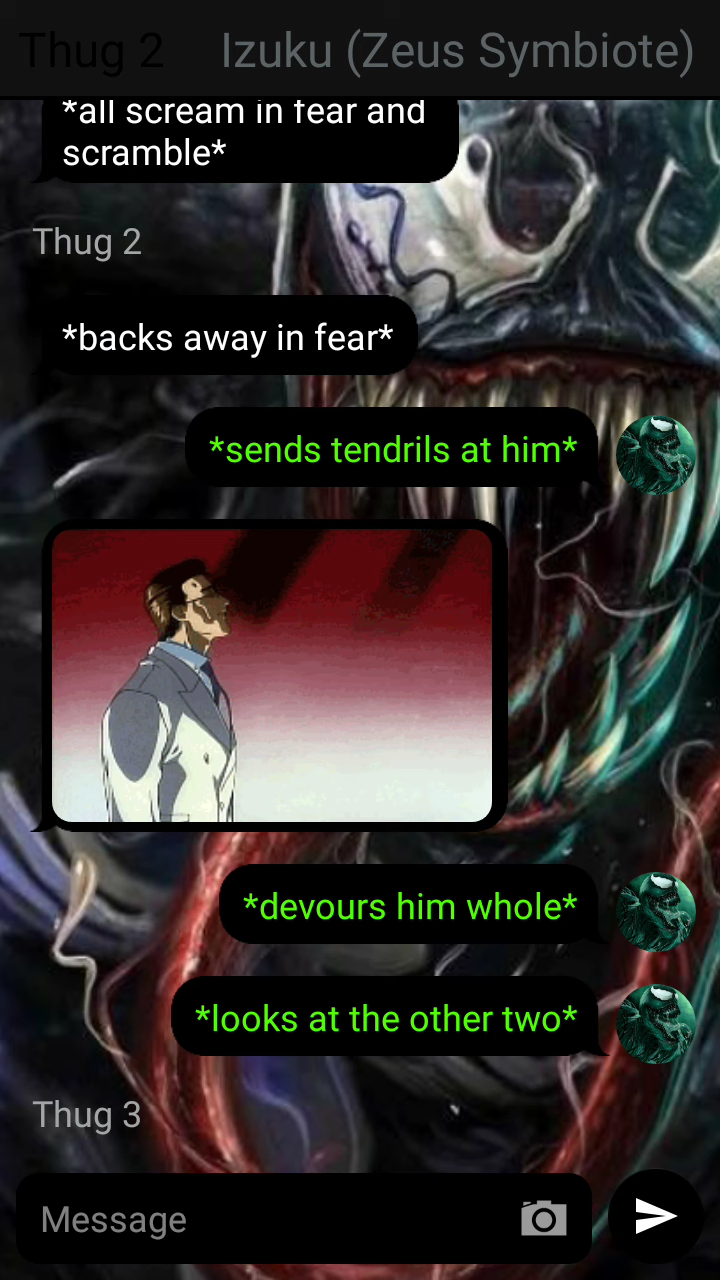 Thug 2 Izuku (Zeus Symbiote)
*all scream in fear and
scramble*
Thug 2
*backs away in fear*
*sends tendrils at him*
*devours him whole*
*looks at the other two*
Thug 3
Message